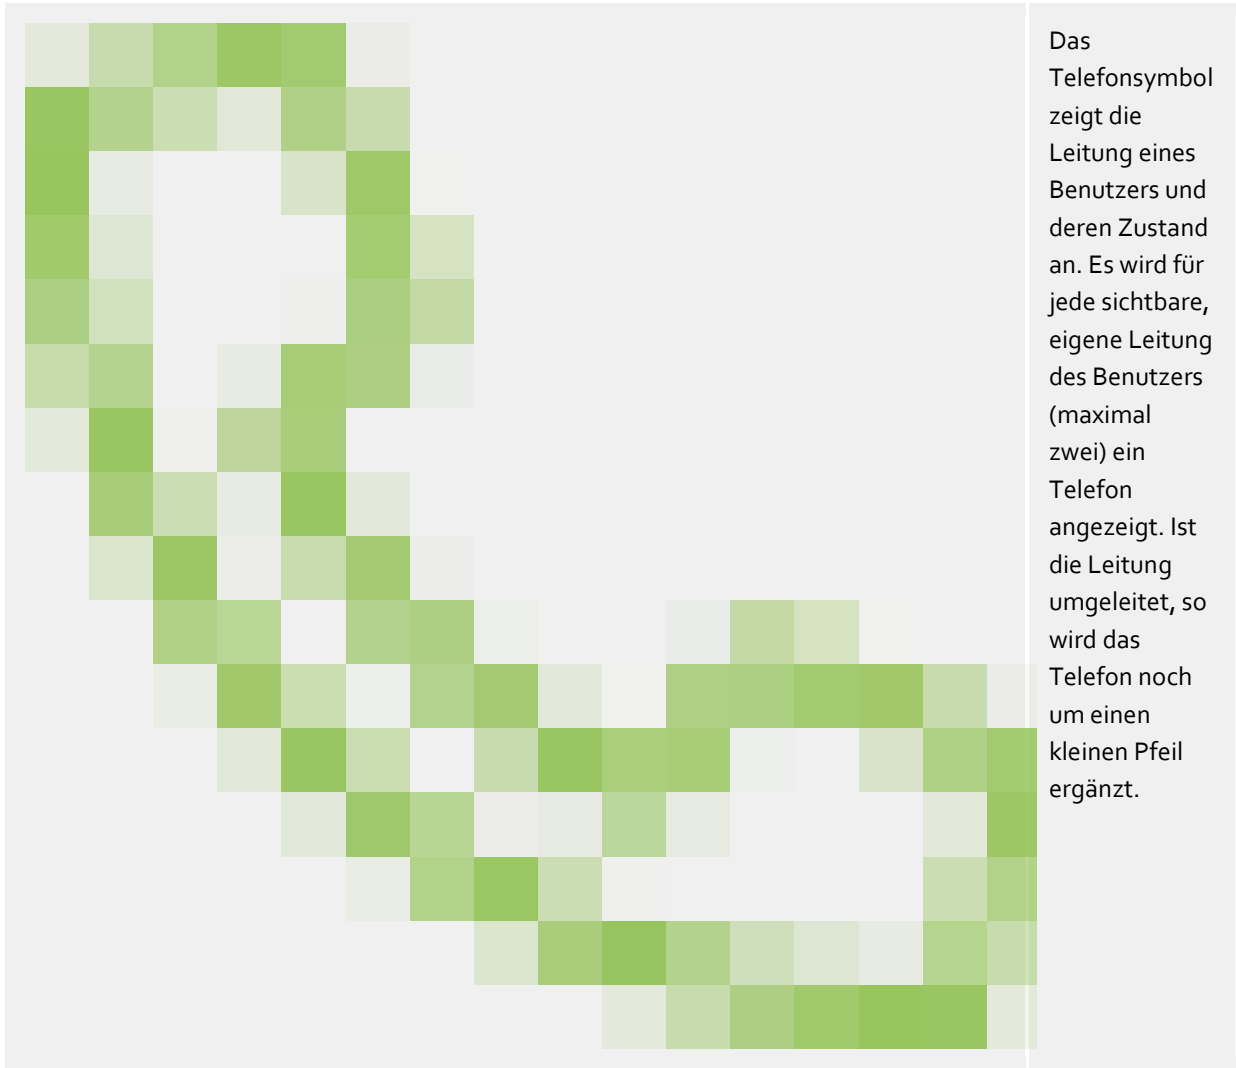 Das
Telefonsymbol
zeigt die
Leitung eines
Benutzers und
deren Zustand
an. Es wird für
jede sichtbare,
eigene Leitung
des Benutzers
(maximal
zwei) ein
Telefon
angezeigt. Ist
die Leitung
umgeleitet, so
wird das
Telefon noch
um einen
kleinen Pfeil
ergänzt.